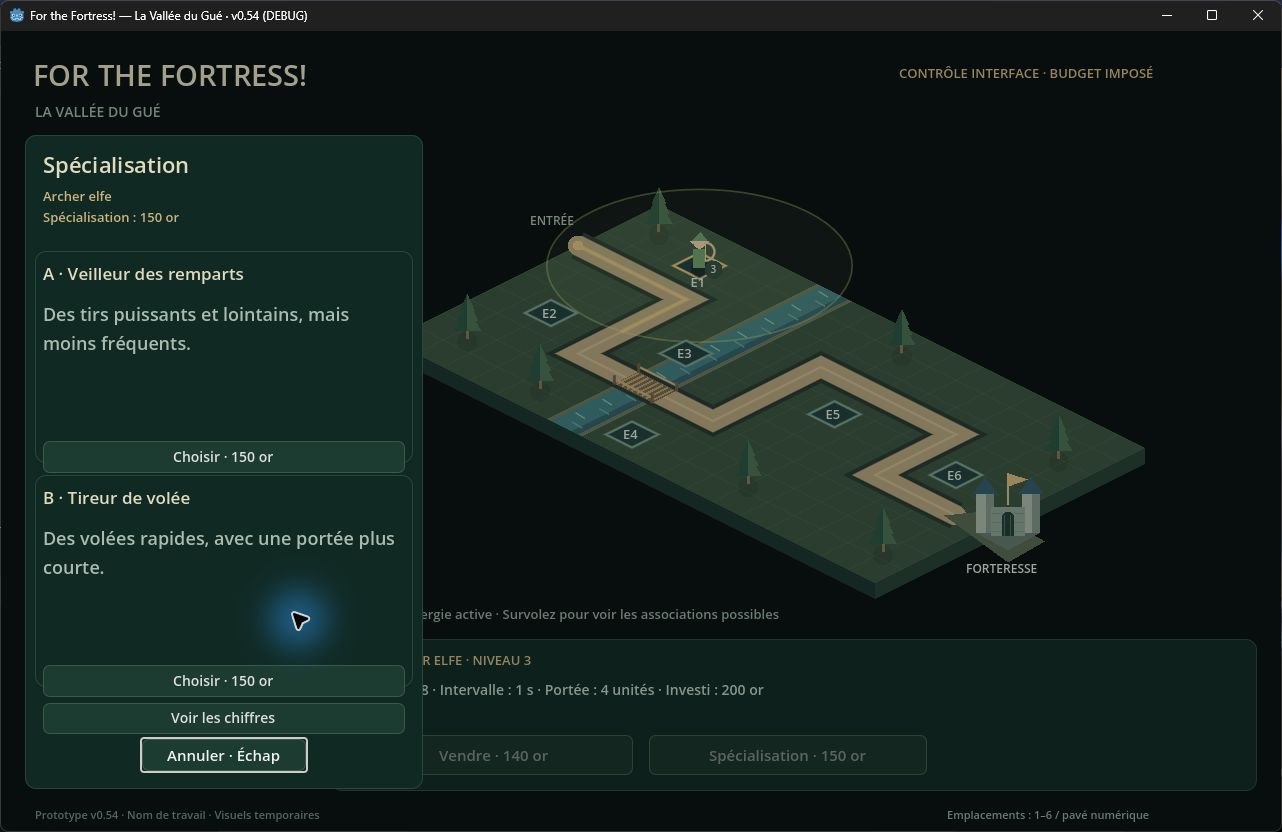 For the Fortress! — La Vallée du Gué · v0.54 (DEBUG)
FOR THE FORTRESS!
CONTRÔLE INTERFACE · BUDGET IMPOSÉ
LA VALLÉE DU GUÉ
Spécialisation
Archer elfe
Spécialisation : 150 or
A · Veilleur des remparts
Des tirs puissants et lointains, mais
moins fréquents.
Choisir · 150 or
B · Tireur de volée
Des volées rapides, avec une portée plus
courte.
Choisir · 150 or
Voir les chiffres
Annuler · Échap
ENTRÉE
3
E1
E2
E3
E4
E5
E6
FORTERESSE
ergie active · Survolez pour voir les associations possibles
R ELFE · NIVEAU 3
8 · Intervalle : 1 s · Portée : 4 unités · Investi : 200 or
Vendre · 140 or
Spécialisation · 150 or
Prototype v0.54 · Nom de travail · Visuels temporaires
Emplacements : 1–6 / pavé numérique